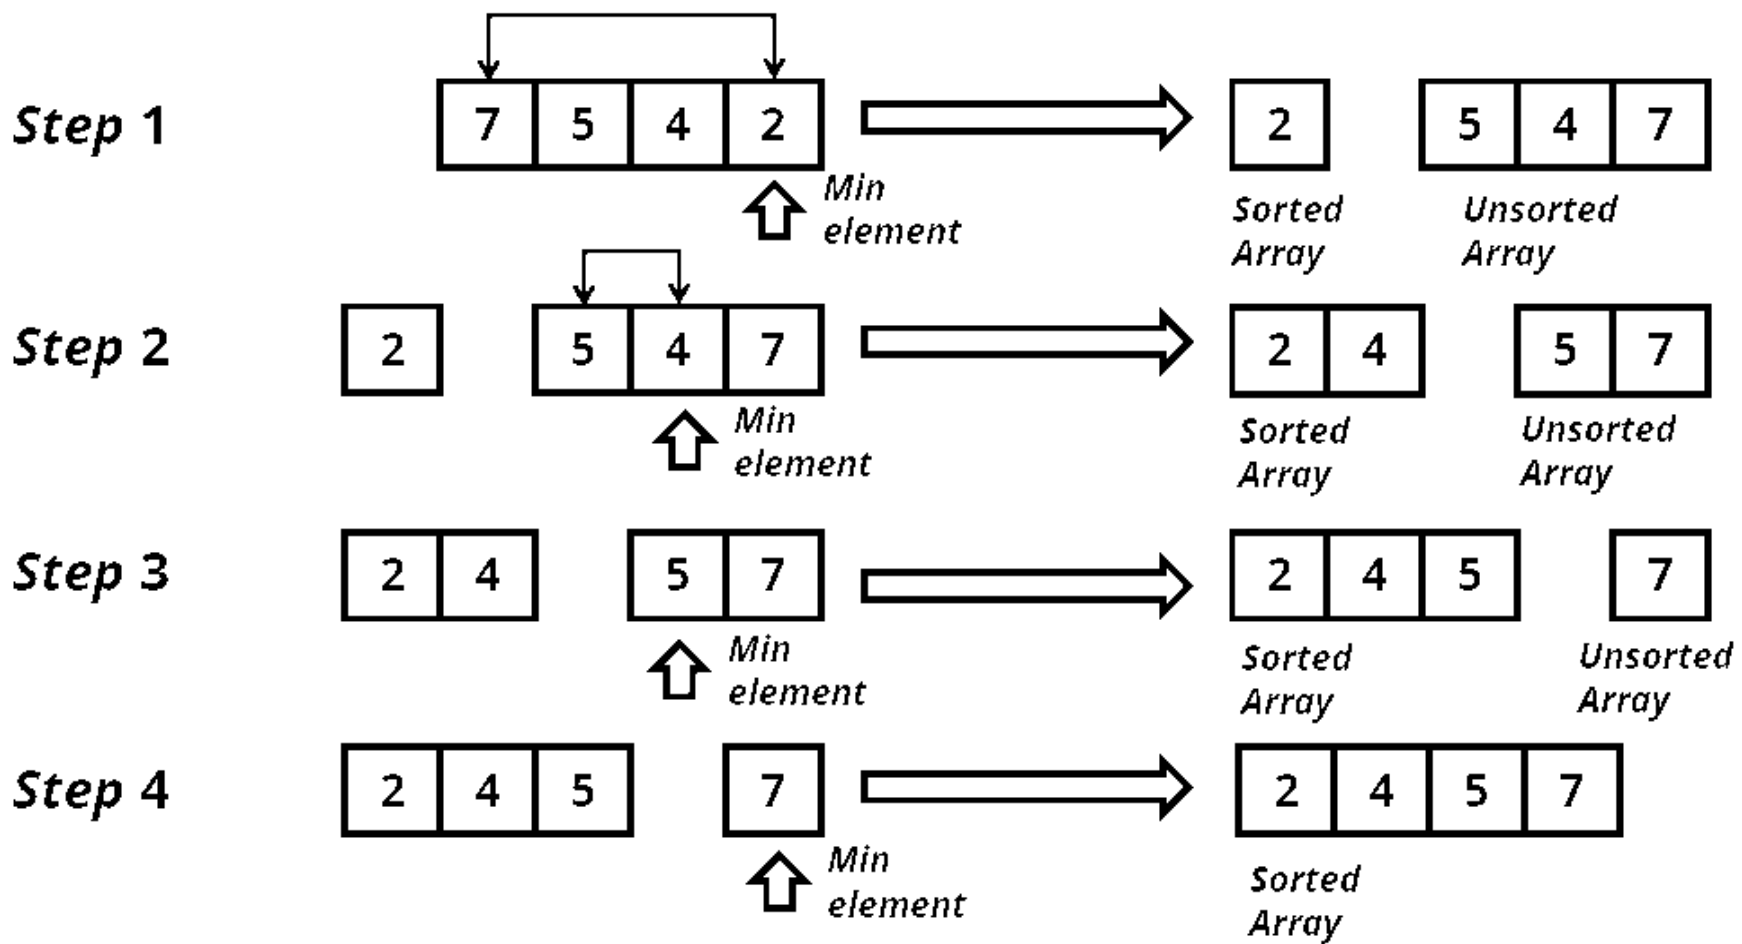 Step 1
7 5 4 2
2
5 4 7
Min
element
Sorted
Array
Unsorted
Array
Step 2
2
5 4 7
2 4
5 7
Min
element
Sorted
Array
Unsorted
Array
Step 3
2 4
5 7
2 4 5
7
Min
element
Sorted
Array
Unsorted
Array
Step 4
2 4 5
7
2 4 5 7
Min
element
Sorted
Array